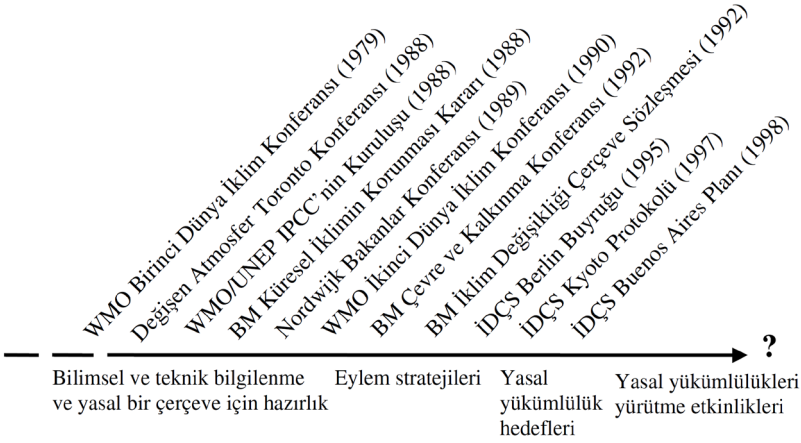 WMO Birinci Dünya İklim Konferansı (1979)
Değişen Atmosfer Toronto Konferansı (1988)
WMO/UNEP IPCC’nin Kuruluşu (1988)
BM Küresel İklimin Korunması Kararı (1988)
Nordwijk Bakanlar Konferansı (1989)
WMO İkinci Dünya İklim Konferansı (1990)
BM Çevre ve Kalkınma Konferansı (1992)
BM İklim Değişikliği Çerçeve Sözleşmesi (1992)
İDÇS Berlin Buyruğu (1995)
İDÇS Kyoto Protokolü (1997)
İDÇS Buenos Aires Planı (1998)
?
Bilimsel ve teknik bilgilenme
ve yasal bir çerçeve için hazırlık
Eylem stratejileri
Yasal
yükümlülük
hedefleri
Yasal yükümlülükleri
yürütme etkinlikleri